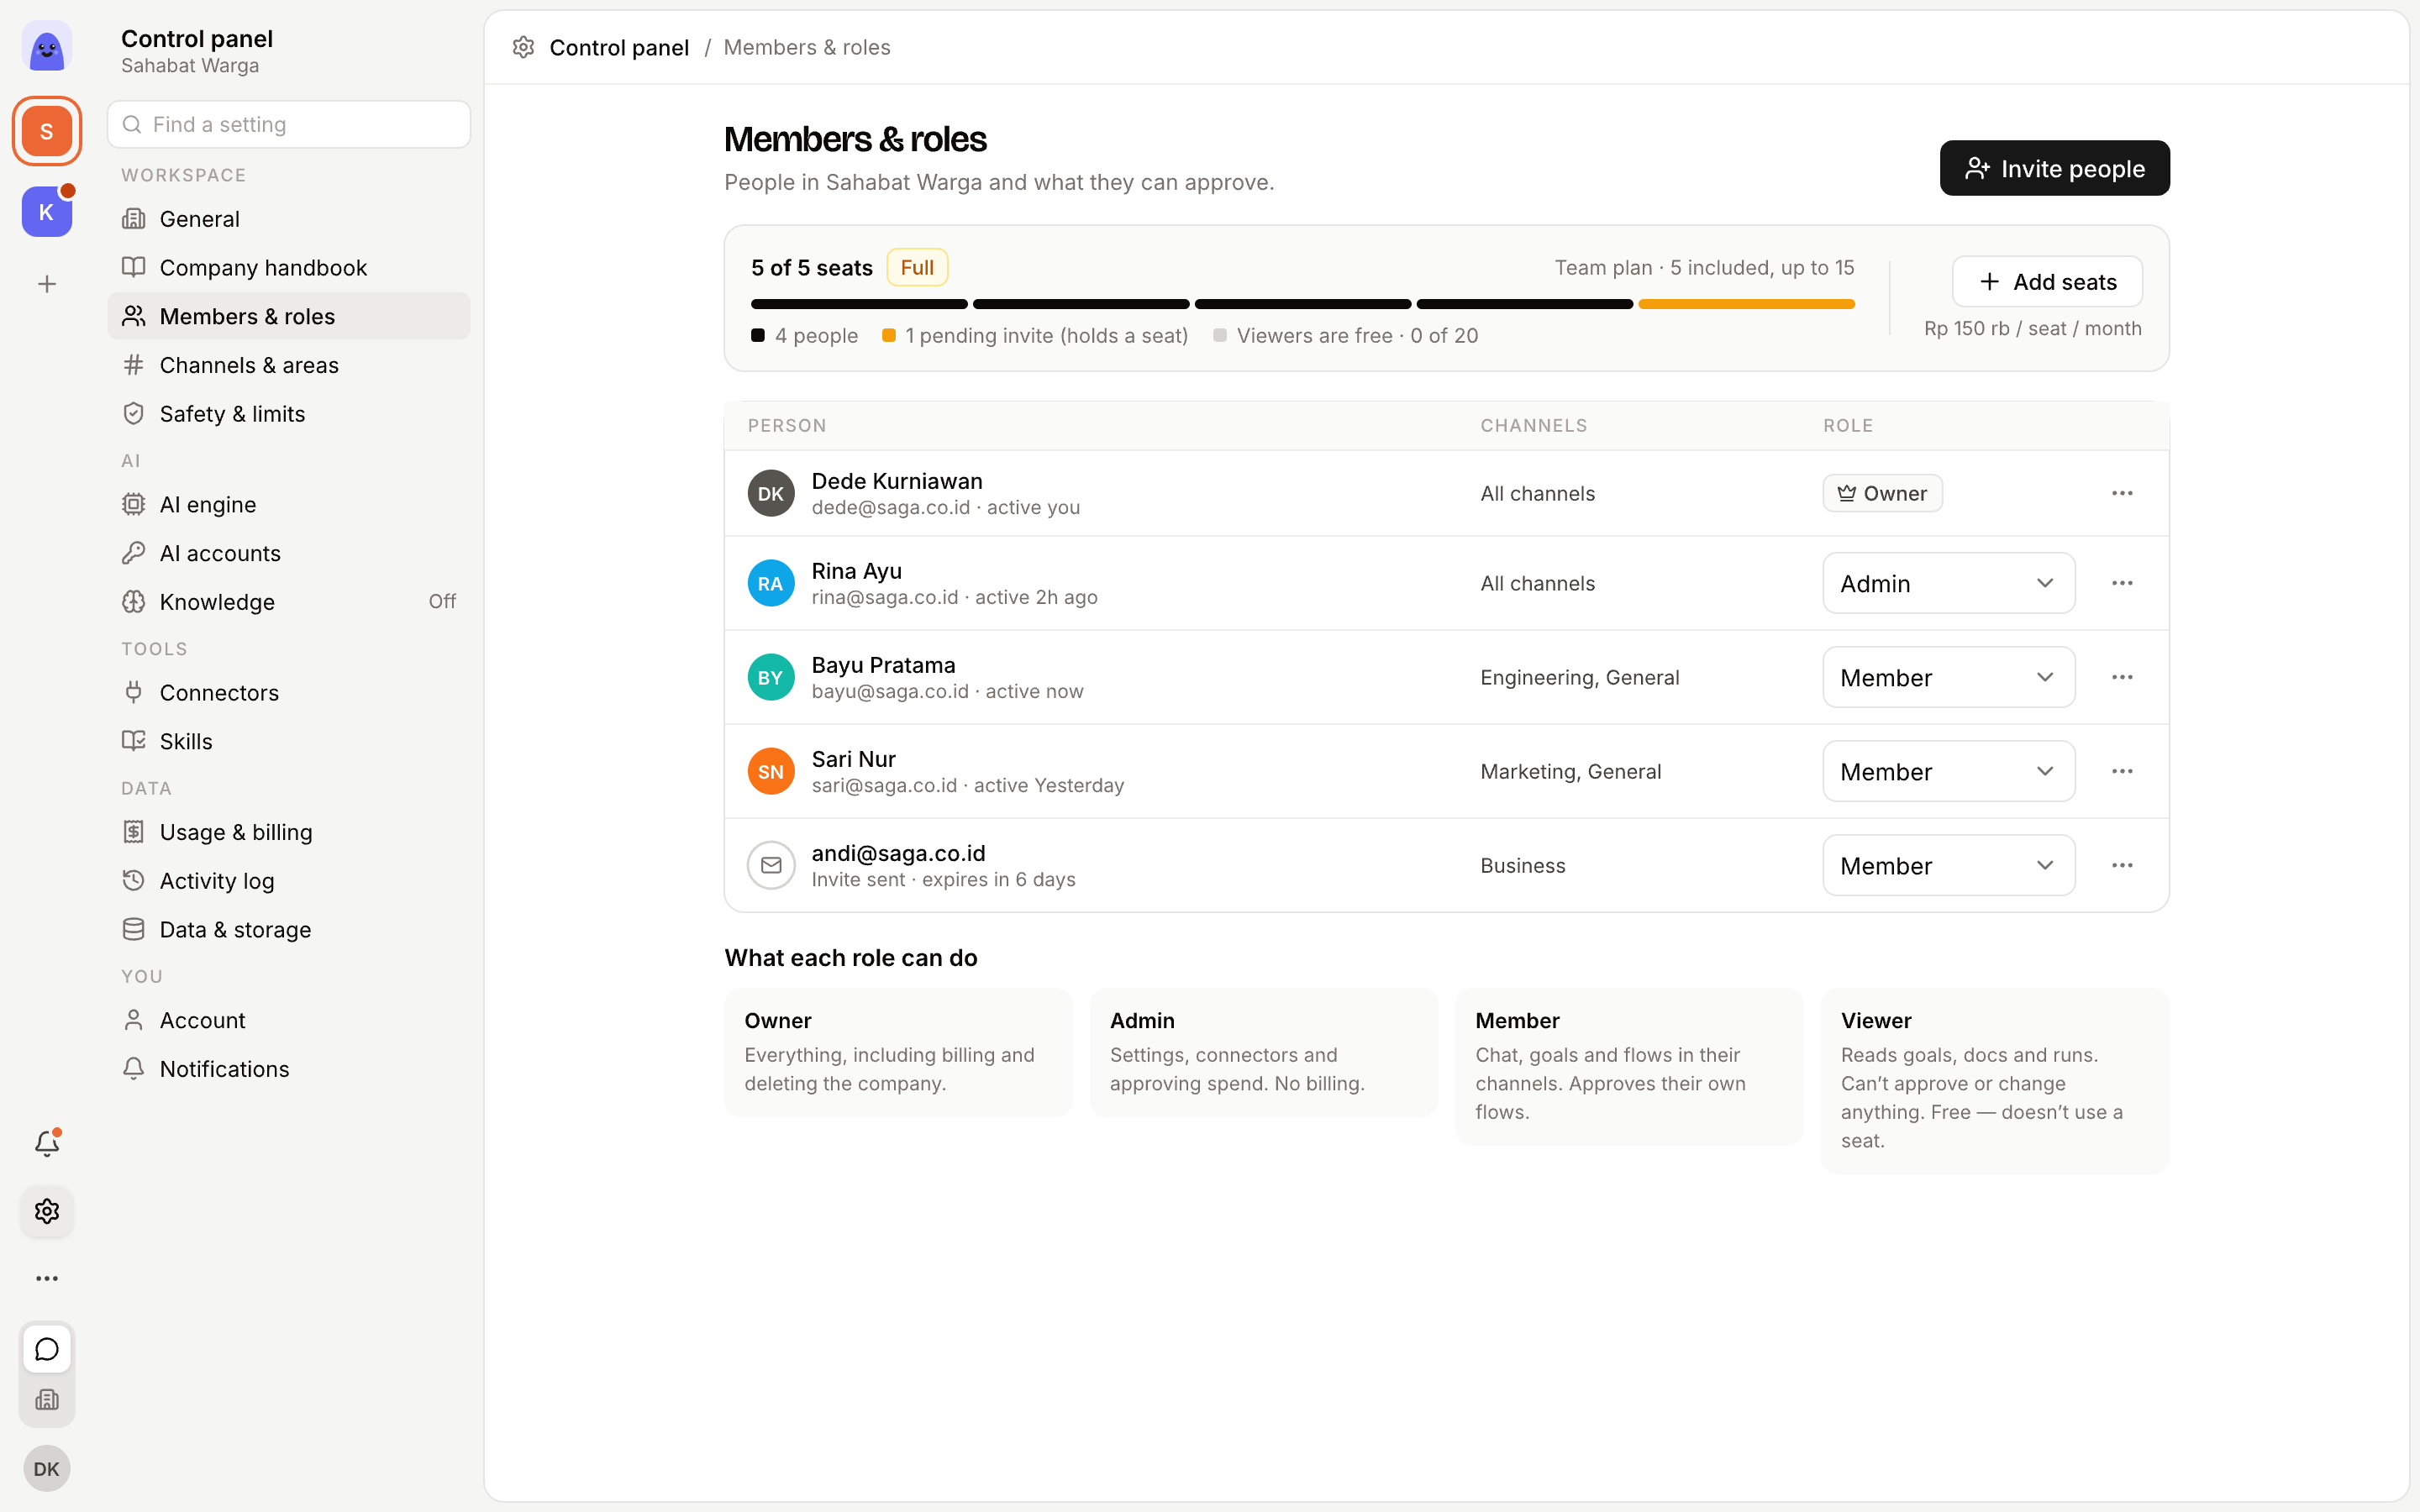 Control panel
Sahabat Warga
S
K
Find a setting
WORKSPACE
General
Company handbook
Members & roles
Channels & areas
Safety & limits
AI
AI engine
AI accounts
Knowledge Off
TOOLS
Connectors
Skills
DATA
Usage & billing
Activity log
Data & storage
YOU
Account
Notifications
DK
Control panel / Members & roles
Members & roles
People in Sahabat Warga and what they can approve.
Invite people
5 of 5 seats Full Team plan · 5 included, up to 15
4 people 1 pending invite (holds a seat) Viewers are free · 0 of 20
Add seats
Rp 150 rb / seat / month
PERSON CHANNELS ROLE
DK Dede Kurniawan
dede@saga.co.id · active you
All channels Owner
RA Rina Ayu
rina@saga.co.id · active 2h ago
All channels Admin
BY Bayu Pratama
bayu@saga.co.id · active now
Engineering, General Member
SN Sari Nur
sari@saga.co.id · active Yesterday
Marketing, General Member
andi@saga.co.id
Invite sent · expires in 6 days
Business Member
What each role can do
Owner
Everything, including billing and
deleting the company.
Admin
Settings, connectors and
approving spend. No billing.
Member
Chat, goals and flows in their
channels. Approves their own
flows.
Viewer
Reads goals, docs and runs.
Can’t approve or change
anything. Free — doesn’t use a
seat.